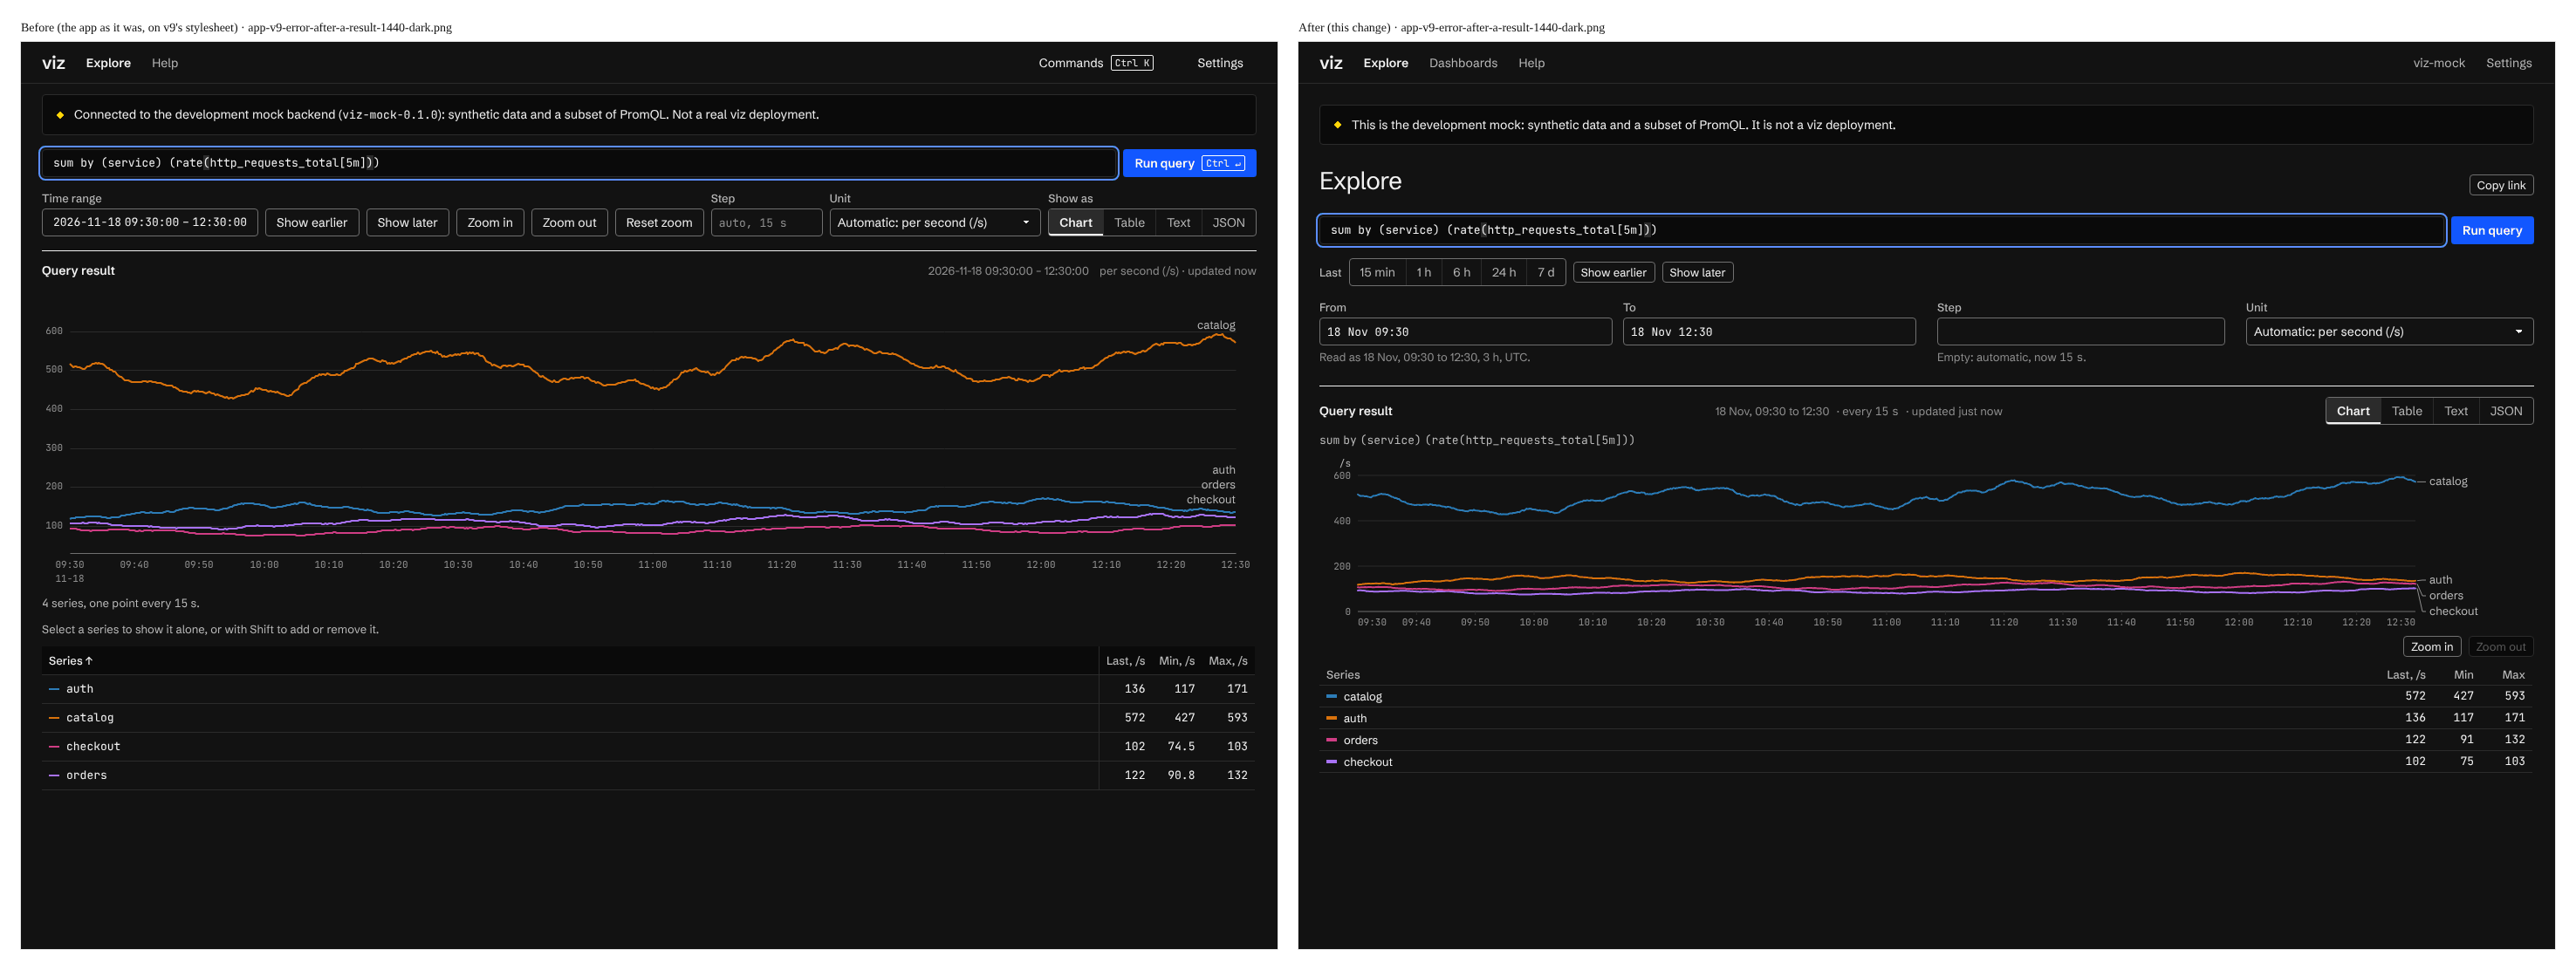 Before (the app as it was, on v9's stylesheet) · app-v9-error-after-a-result-1440-dark.png
viz Explore Help Commands Ctrl K Settings
Connected to the development mock backend (viz-mock-0.1.0): synthetic data and a subset of PromQL. Not a real viz deployment.
sum by (service) (rate(http_requests_total[5m])) Run query Ctrl ↵
Time range Step Unit Show as
2026-11-18 09:30:00 – 12:30:00 Show earlier Show later Zoom in Zoom out Reset zoom auto, 15 s Automatic: per second (/s) Chart Table Text JSON
Query result 2026-11-18 09:30:00 – 12:30:00 per second (/s) · updated now
catalog
600
500
400
300
auth
200 orders
checkout
100
09:30 09:40 09:50 10:00 10:10 10:20 10:30 10:40 10:50 11:00 11:10 11:20 11:30 11:40 11:50 12:00 12:10 12:20 12:30
11-18
4 series, one point every 15 s.
Select a series to show it alone, or with Shift to add or remove it.
Series ↑ Last, /s Min, /s Max, /s
auth 136 117 171
catalog 572 427 593
checkout 102 74.5 103
orders 122 90.8 132
After (this change) · app-v9-error-after-a-result-1440-dark.png
viz Explore Dashboards Help viz-mock Settings
This is the development mock: synthetic data and a subset of PromQL. It is not a viz deployment.
Explore Copy link
sum by (service) (rate(http_requests_total[5m])) Run query
Last 15 min 1 h 6 h 24 h 7 d Show earlier Show later
From To Step Unit
18 Nov 09:30 18 Nov 12:30 Automatic: per second (/s)
Read as 18 Nov, 09:30 to 12:30, 3 h, UTC. Empty: automatic, now 15 s.
Query result 18 Nov, 09:30 to 12:30 · every 15 s · updated just now Chart Table Text JSON
sum by (service) (rate(http_requests_total[5m]))
/s
600 catalog
400
200
auth
orders
0 checkout
09:30 09:40 09:50 10:00 10:10 10:20 10:30 10:40 10:50 11:00 11:10 11:20 11:30 11:40 11:50 12:00 12:10 12:20 12:30
Zoom in Zoom out
Series Last, /s Min Max
catalog 572 427 593
auth 136 117 171
orders 122 91 132
checkout 102 75 103